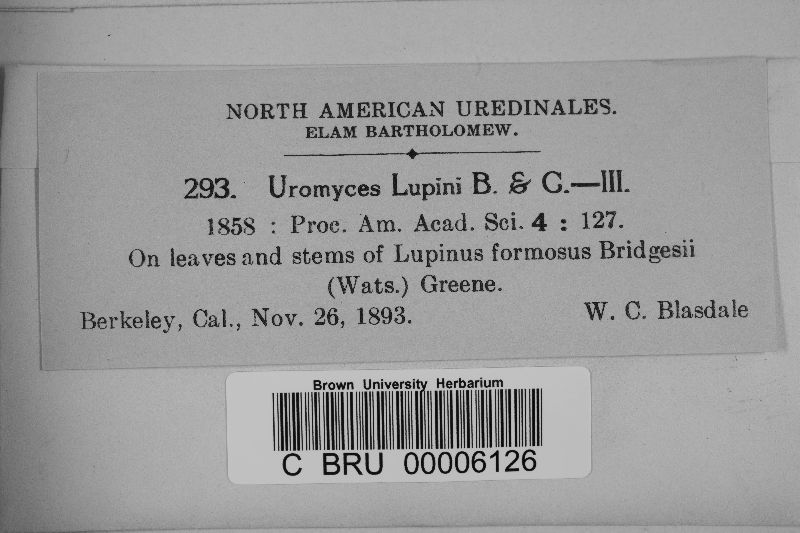 NORTH AMERICAN UREDINALES.
ELAM BARTHOLOMEW.
293. Uromyces Lupini B. & C.—III.
1858 : Proc. Am. Acad. Sci. 4 : 127.
On leaves and stems of Lupinus formosus Bridgesii
(Wats.) Greene.
Berkeley, Cal., Nov. 26, 1893. W. C. Blasdale
Brown University Herbarium
C BRU 00006126